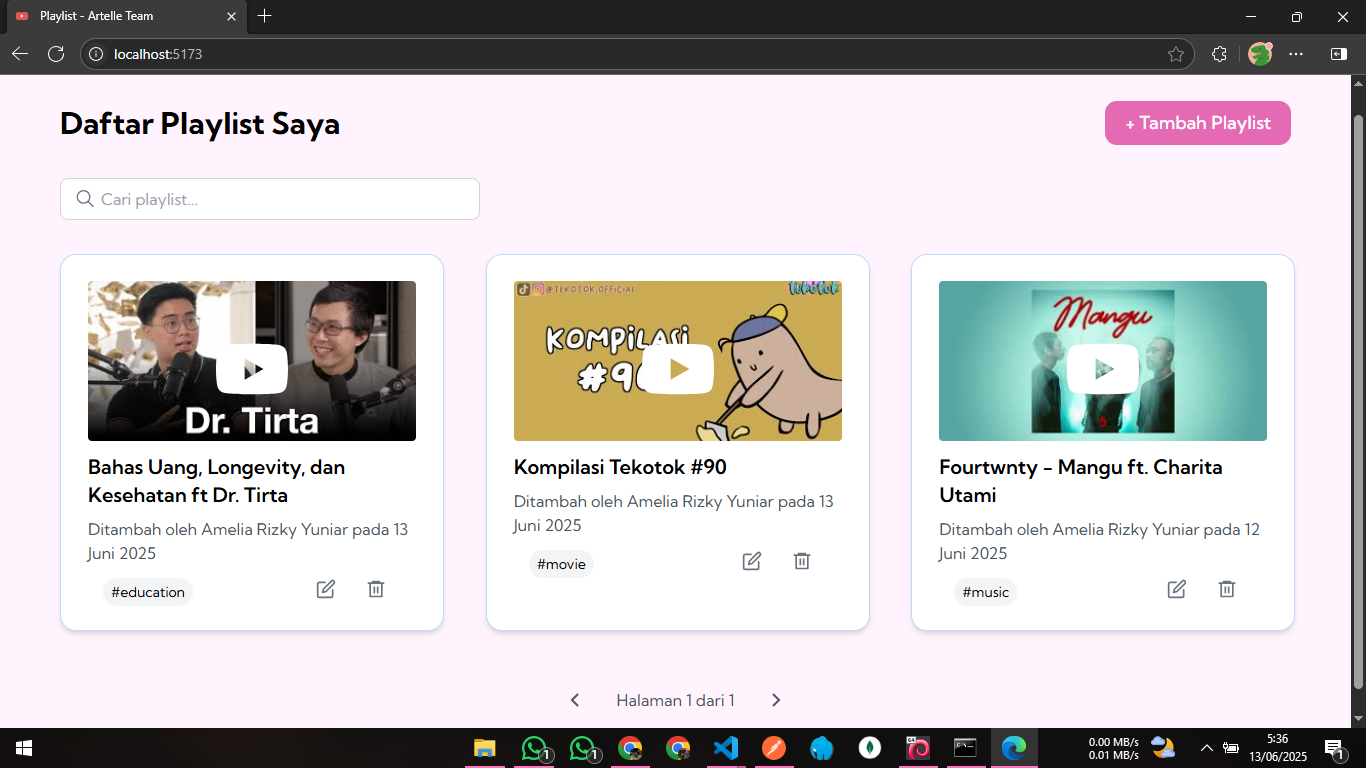 Playlist - Artelle Team
localhost:5173
Daftar Playlist Saya
+ Tambah Playlist
Cari playlist...
Dr. Tirta
@TEKOTOK.OFFICIAL
tekotok
KOMPILASI
Mangu
Bahas Uang, Longevity, dan
Kesehatan ft Dr. Tirta
Ditambah oleh Amelia Rizky Yuniar pada 13
Juni 2025
#education
Kompilasi Tekotok #90
Ditambah oleh Amelia Rizky Yuniar pada 13
Juni 2025
#movie
Fourtwnty - Mangu ft. Charita
Utami
Ditambah oleh Amelia Rizky Yuniar pada 12
Juni 2025
#music
Halaman 1 dari 1
1
1
64
0.00 MB/s
0.01 MB/s
5:36
13/06/2025
1